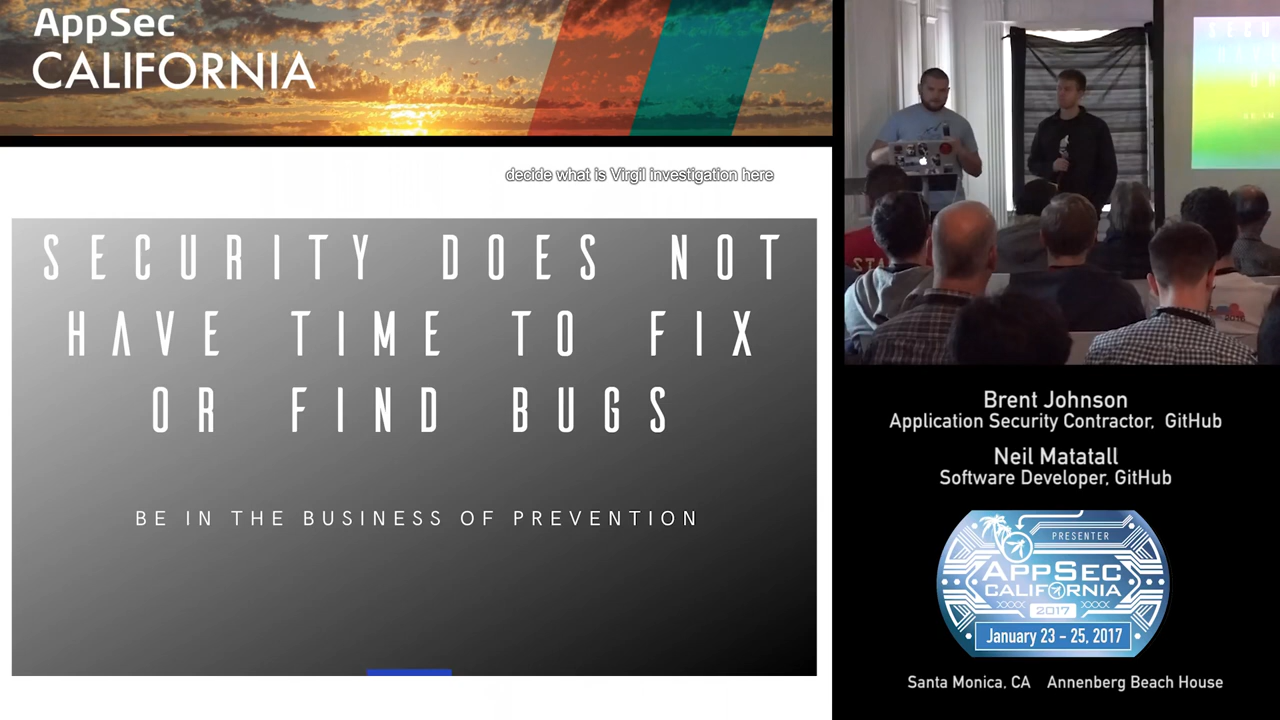 AppSec
CALIFORNIA
decide what is Virgil investigation here
SECURITY DOES NOT
HAVE TIME TO FIX
OR FIND BUGS
BE IN THE BUSINESS OF PREVENTION
Brent Johnson
Application Security Contractor, GitHub
Neil Matatall
Software Developer, GitHub
PRESENTER
APPSEC
CALIFORNIA
XXXX 2017 XXXX
January 23 - 25, 2017
Santa Monica, CA Annenberg Beach House